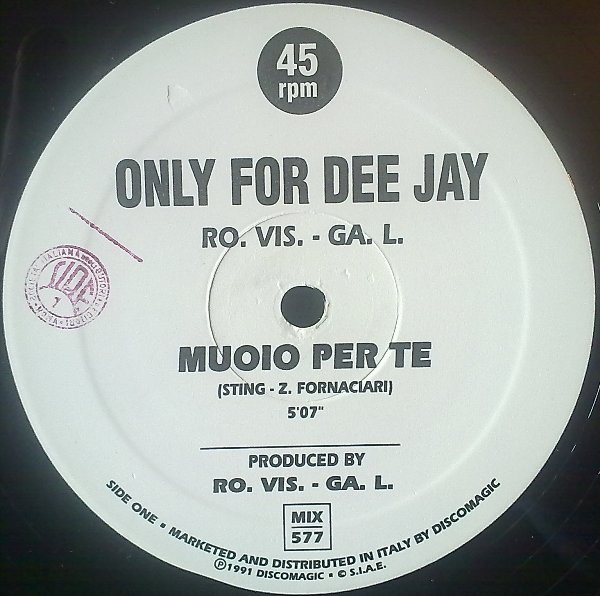 45
rpm
ONLY FOR DEE JAY
RO. VIS. - GA. L.
MUOIO PER TE
(STING - Z. FORNACIARI)
5'07"
PRODUCED BY
RO. VIS. - GA. L.
MIX
577
SIDE ONE ▪ MARKETED AND DISTRIBUTED IN ITALY BY DISCOMAGIC
℗ 1991 DISCOMAGIC ▪ © S.I.A.E.